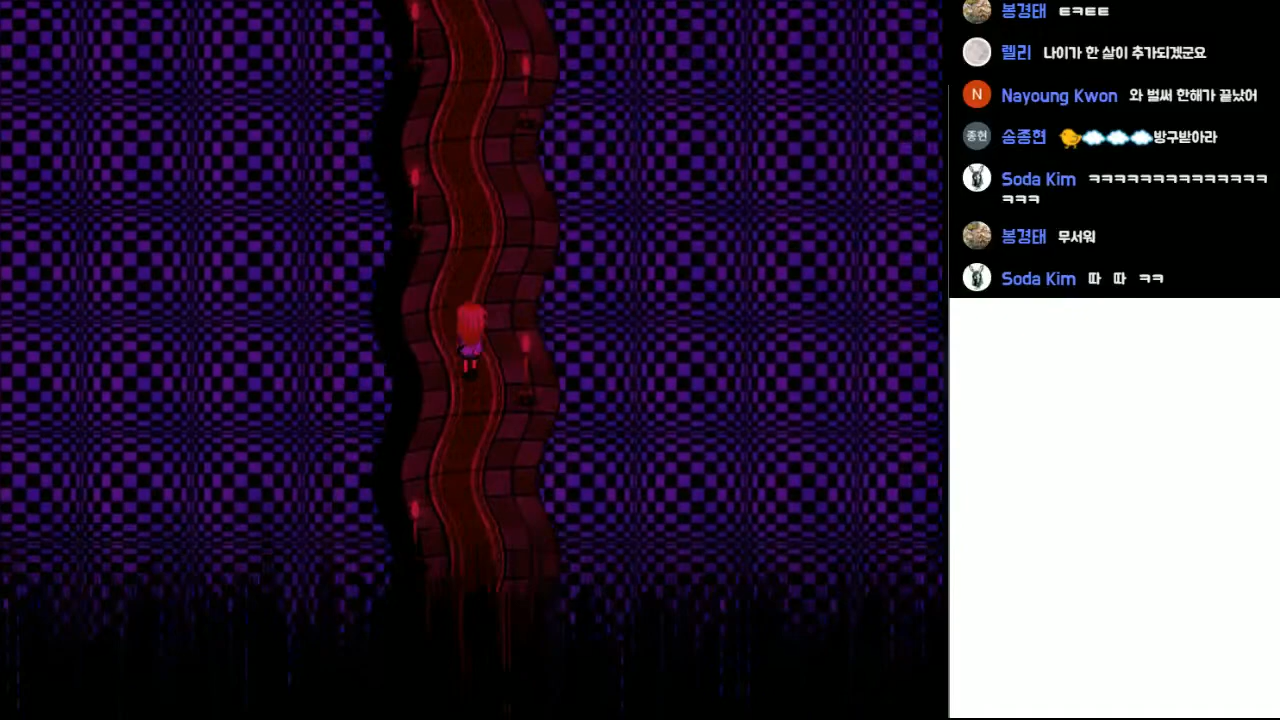 봉경태 ㅌㅋㅌㅌ
렐리 나이가 한 살이 추가되겠군요
N Nayoung Kwon 와 벌써 한해가 끝났어
종현 송종현 🐤☁️☁️☁️방구받아라
Soda Kim ㅋㅋㅋㅋㅋㅋㅋㅋㅋㅋㅋㅋㅋㅋ
ㅋㅋㅋ
봉경태 무서워
Soda Kim 따 따 ㅋㅋ